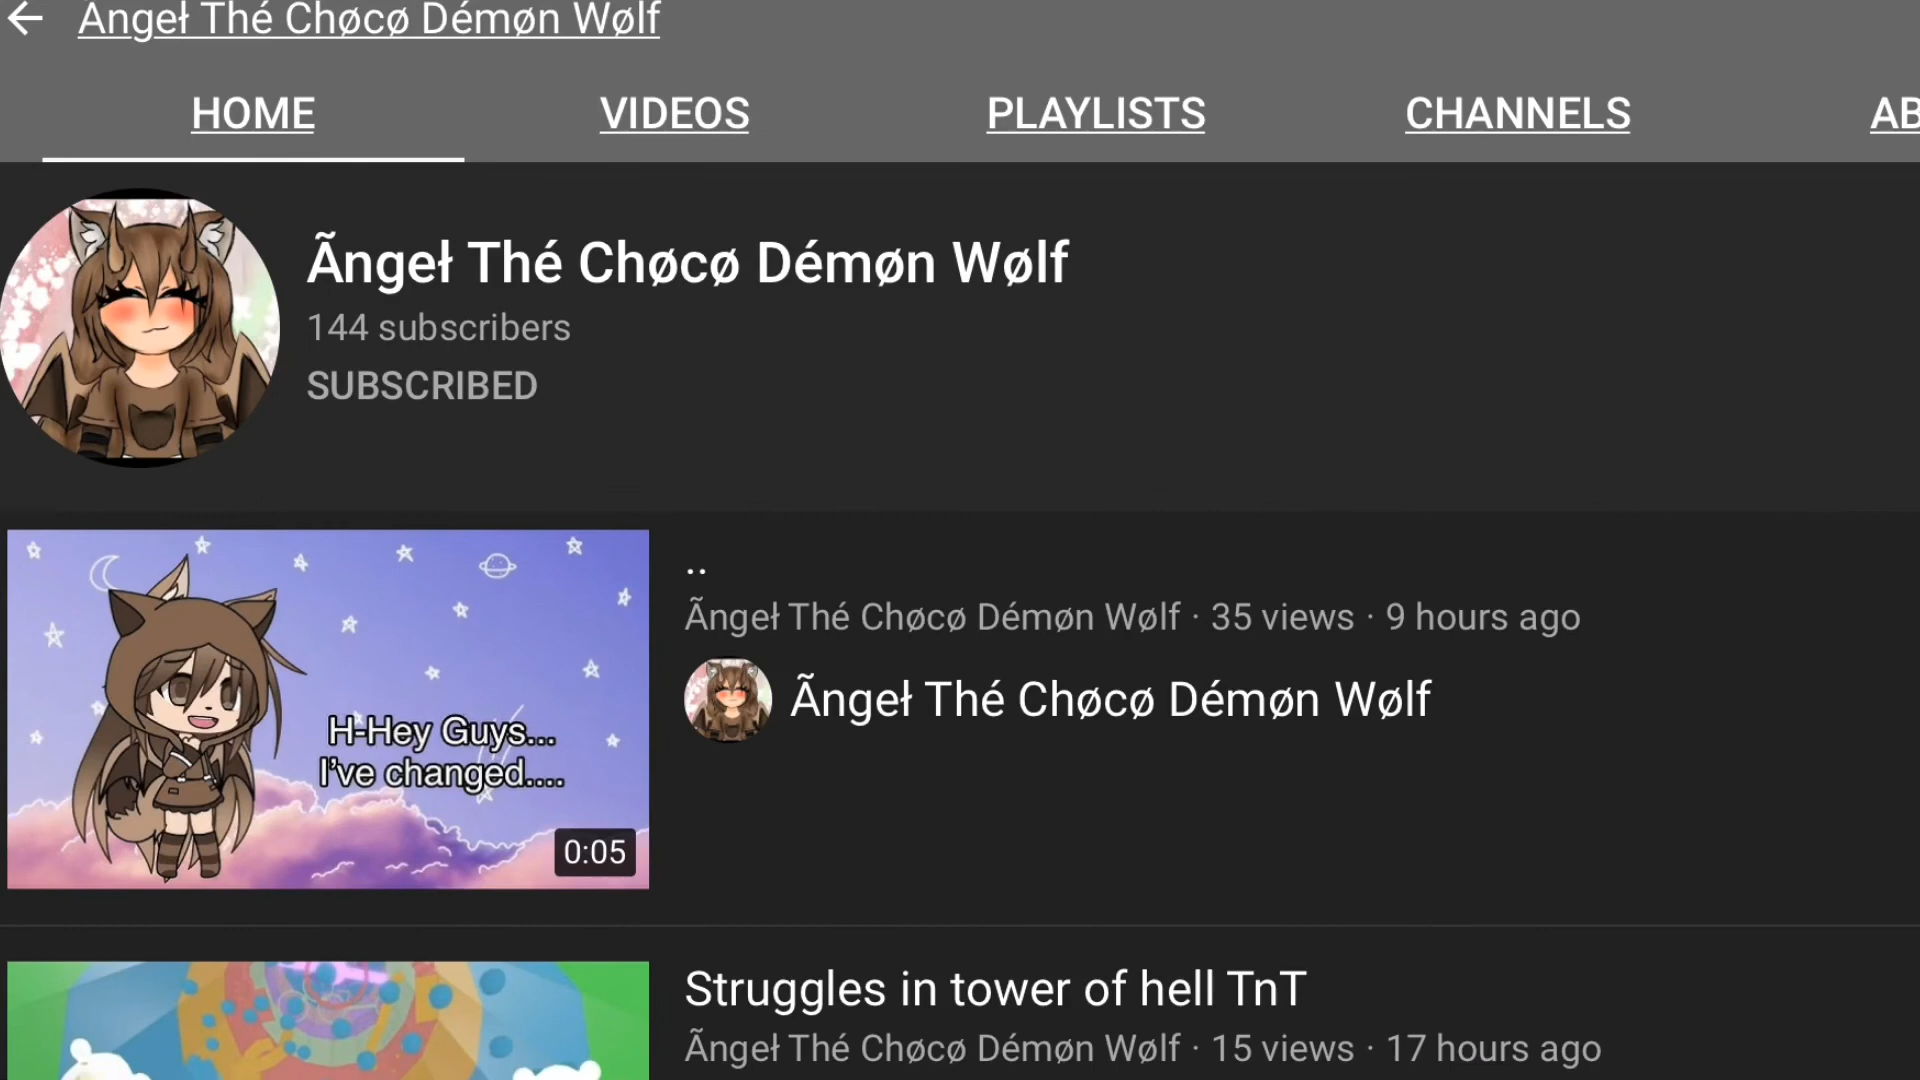 Ãngeł Thé Chøcø Démøn Wølf
HOME
VIDEOS
PLAYLISTS
CHANNELS
AB
Ãngeł Thé Chøcø Démøn Wølf
144 subscribers
SUBSCRIBED
H-Hey Guys...
I've changed....
0:05
..
Ãngeł Thé Chøcø Démøn Wølf · 35 views · 9 hours ago
Ãngeł Thé Chøcø Démøn Wølf
Struggles in tower of hell TnT
Ãngeł Thé Chøcø Démøn Wølf · 15 views · 17 hours ago